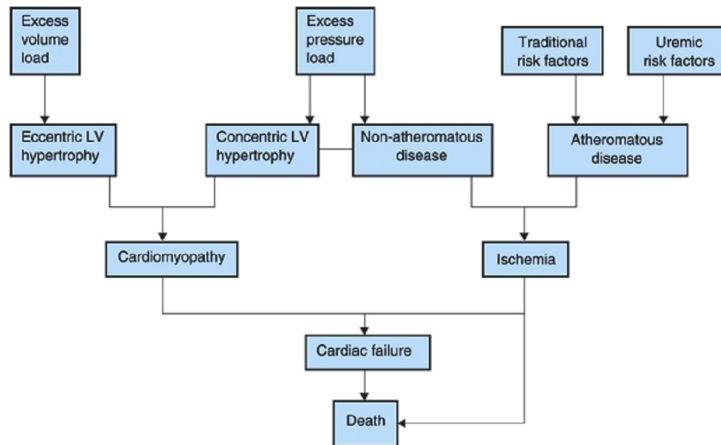 Excess
volume
load
Excess
pressure
load
Traditional
risk factors
Uremic
risk factors
Eccentric LV
hypertrophy
Concentric LV
hypertrophy
Non-atheromatous
disease
Atheromatous
disease
Cardiomyopathy
Ischemia
Cardiac failure
Death